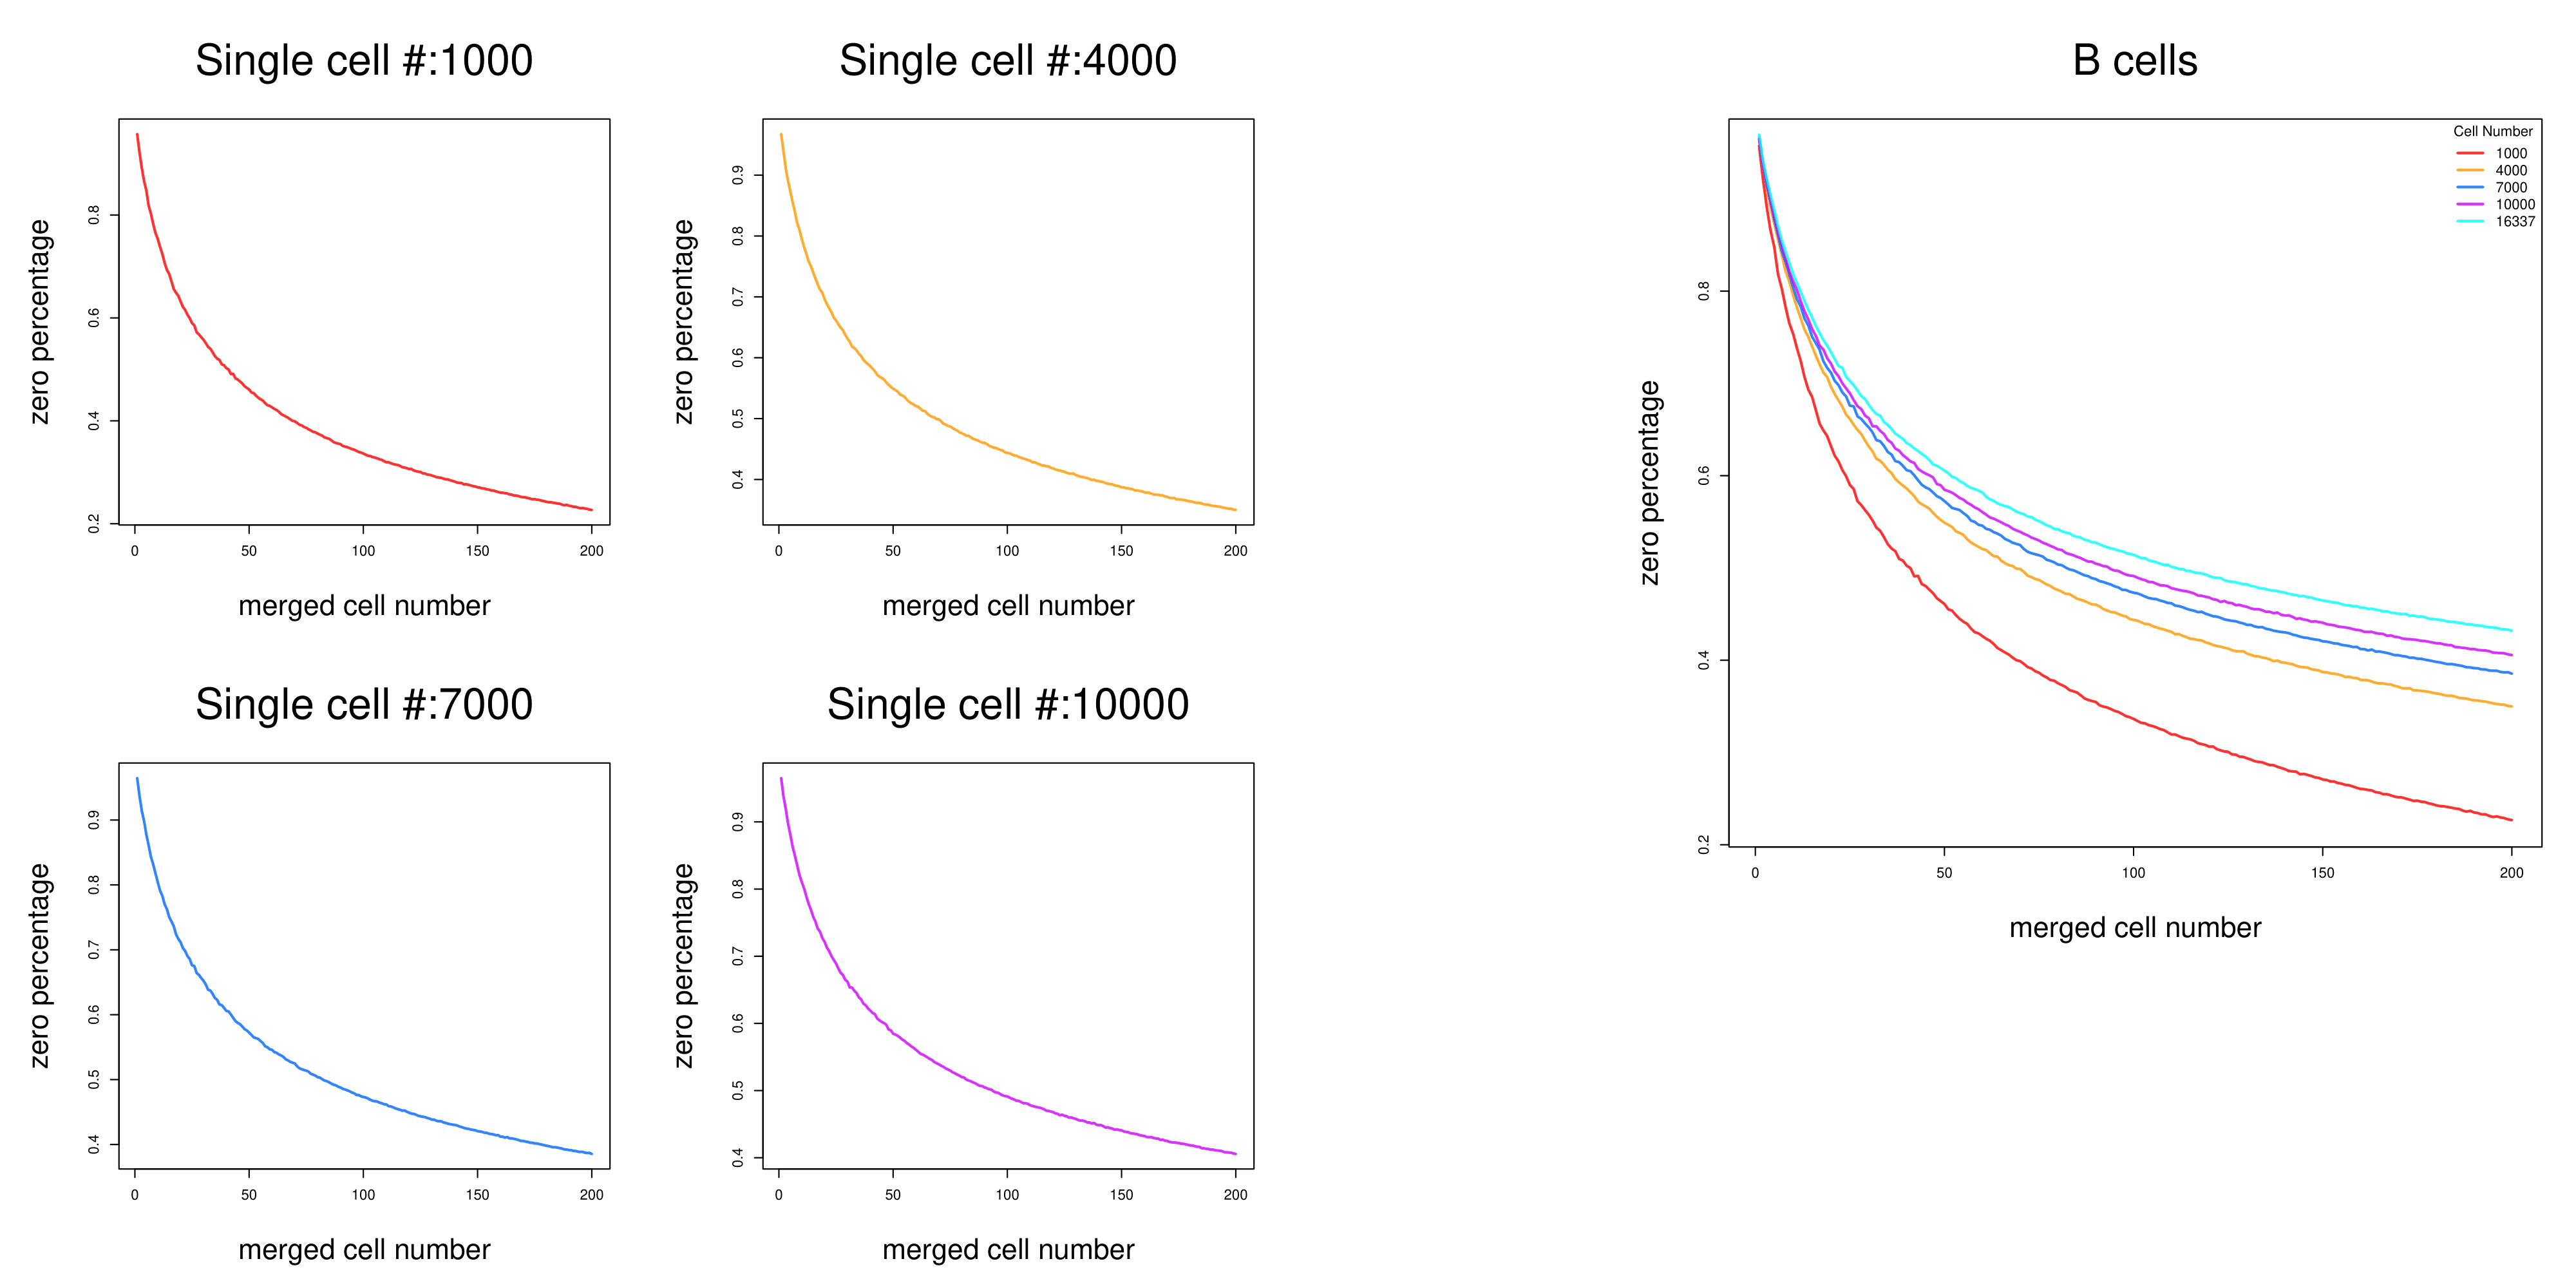 Single cell #:1000
zero percentage
0.8
0.6
0.4
0.2
0 50 100 150 200
merged cell number
Single cell #:4000
zero percentage
0.9
0.8
0.7
0.6
0.5
0.4
0 50 100 150 200
merged cell number
Single cell #:7000
zero percentage
0.9
0.8
0.7
0.6
0.5
0.4
0 50 100 150 200
merged cell number
Single cell #:10000
zero percentage
0.9
0.8
0.7
0.6
0.5
0.4
0 50 100 150 200
merged cell number
B cells
Cell Number
1000
4000
7000
10000
16337
zero percentage
0.8
0.6
0.4
0.2
0 50 100 150 200
merged cell number